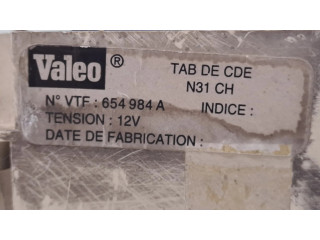 Valeo ®
TAB DE CDE
N31 CH
N° VTF : 654 984 A INDICE :
TENSION : 12V
DATE DE FABRICATION :